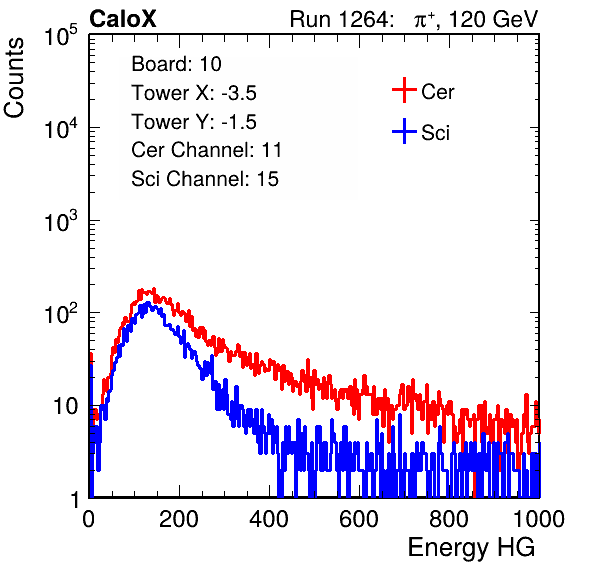 CaloX Run 1264: π⁺, 120 GeV
Board: 10
Tower X: -3.5
Tower Y: -1.5
Cer Channel: 11
Sci Channel: 15
Cer
Sci
Counts
10⁵
10⁴
10³
10²
10
1
0 200 400 600 800 1000
Energy HG